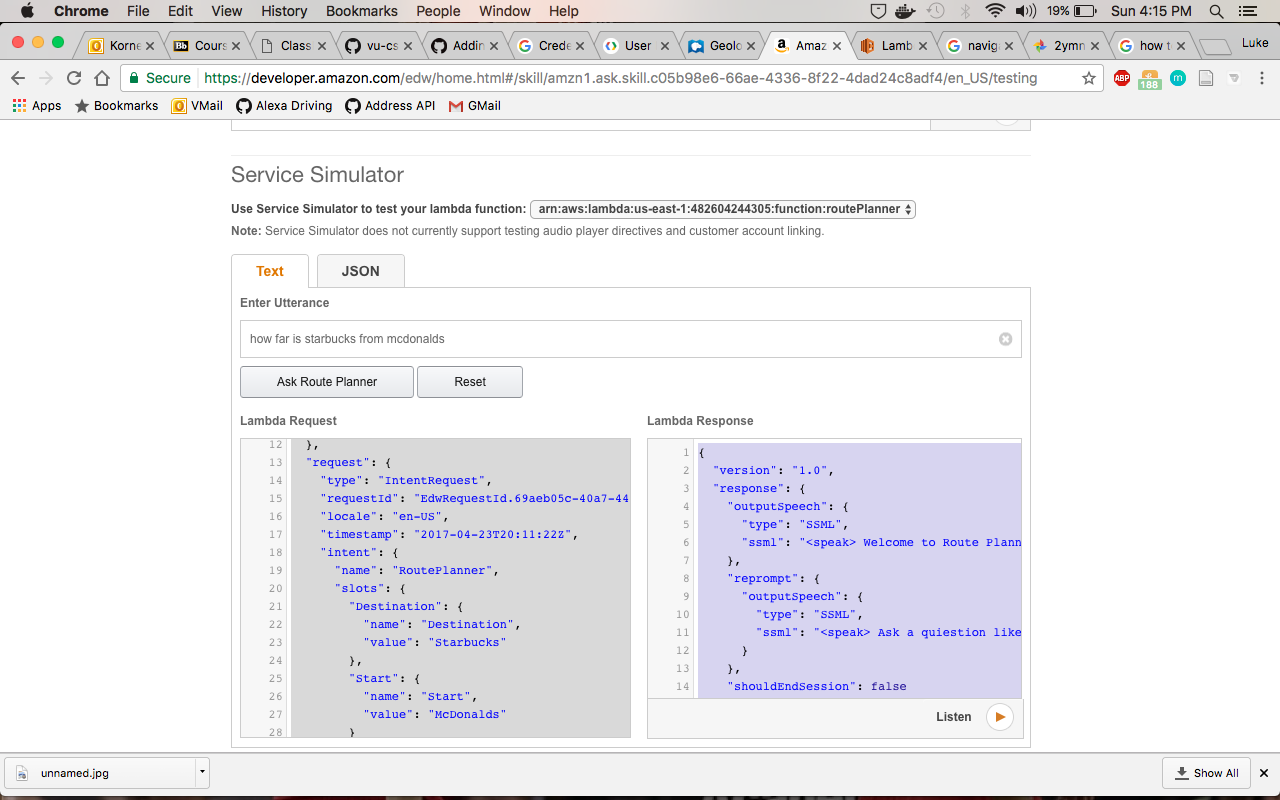 Chrome File Edit View History Bookmarks People Window Help 19% Sun 4:15 PM
Korne Bb Cours Class vu-cs Addin Crede User Geolo Amaz Lamb navig 2ymn how t Luke
Secure https://developer.amazon.com/edw/home.html#/skill/amzn1.ask.skill.c05b98e6-66ae-4336-8f22-4dad24c8adf4/en_US/testing ABP 188 m
Apps Bookmarks VMail Alexa Driving Address API GMail
Service Simulator
Use Service Simulator to test your lambda function: arn:aws:lambda:us-east-1:482604244305:function:routePlanner
Note: Service Simulator does not currently support testing audio player directives and customer account linking.
Text JSON
Enter Utterance
how far is starbucks from mcdonalds
Ask Route Planner Reset
Lambda Request
12 },
13 "request": {
14 "type": "IntentRequest",
15 "requestId": "EdwRequestId.69aeb05c-40a7-44
16 "locale": "en-US",
17 "timestamp": "2017-04-23T20:11:22Z",
18 "intent": {
19 "name": "RoutePlanner",
20 "slots": {
21 "Destination": {
22 "name": "Destination",
23 "value": "Starbucks"
24 },
25 "Start": {
26 "name": "Start",
27 "value": "McDonalds"
28 }
Lambda Response
1 {
2 "version": "1.0",
3 "response": {
4 "outputSpeech": {
5 "type": "SSML",
6 "ssml": "<speak> Welcome to Route Plann
7 },
8 "reprompt": {
9 "outputSpeech": {
10 "type": "SSML",
11 "ssml": "<speak> Ask a quiestion like
12 }
13 },
14 "shouldEndSession": false
Listen
unnamed.jpg Show All